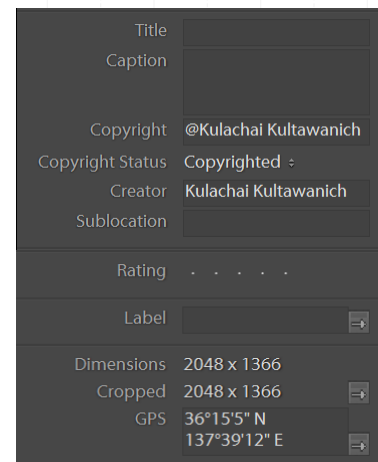 Title
Caption
Copyright @Kulachai Kultawanich
Copyright Status Copyrighted
Creator Kulachai Kultawanich
Sublocation
Rating . . . . .
Label
Dimensions 2048 x 1366
Cropped 2048 x 1366
GPS 36°15'5" N
137°39'12" E